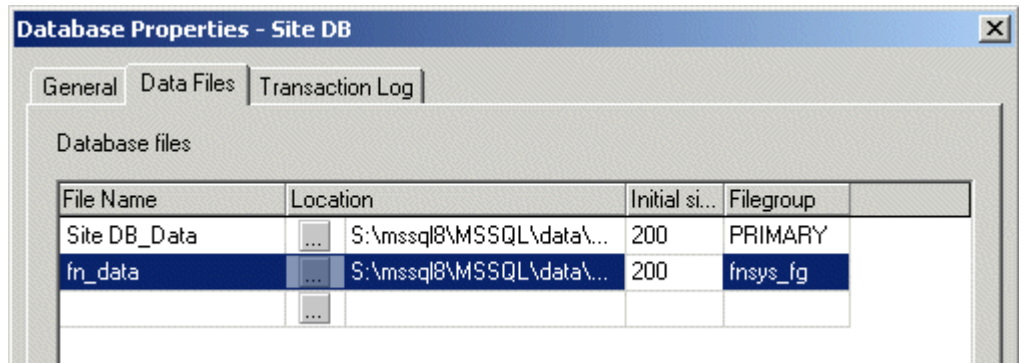 Database Properties - Site DB
General Data Files Transaction Log
Database files
File Name Location Initial si... Filegroup
Site DB_Data ... S:\mssql8\MSSQL\data\... 200 PRIMARY
fn_data ... S:\mssql8\MSSQL\data\... 200 fnsys_fg
...